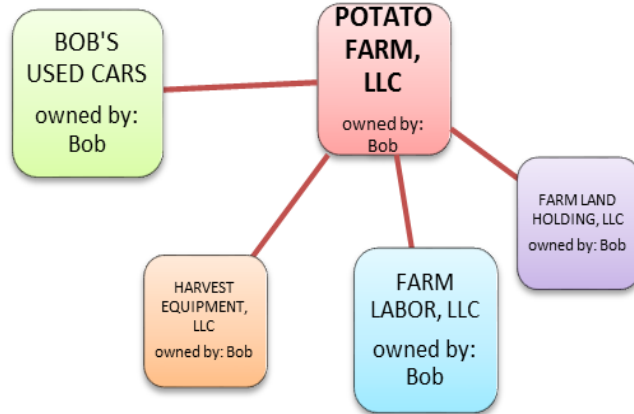 BOB'S
USED CARS
owned by:
Bob
POTATO
FARM,
LLC
owned by:
Bob
FARM LAND
HOLDING, LLC
owned by: Bob
HARVEST
EQUIPMENT,
LLC
owned by: Bob
FARM
LABOR, LLC
owned by:
Bob